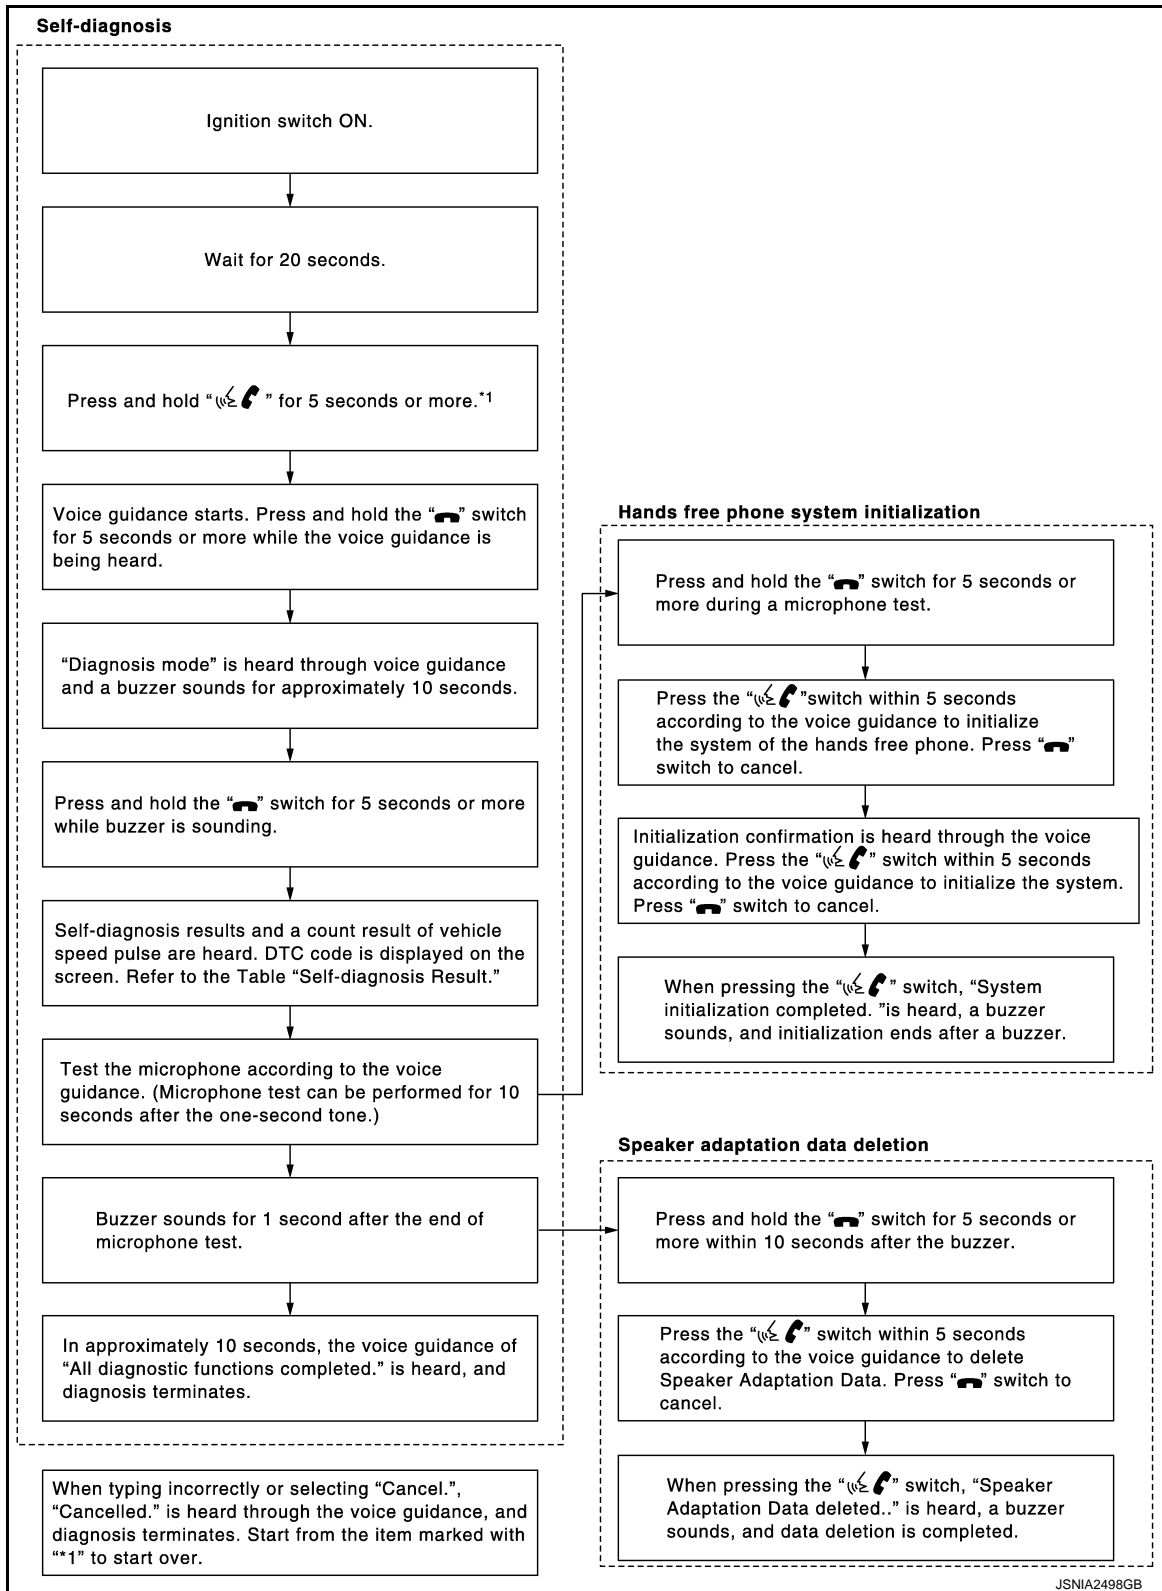 Self-diagnosis
Ignition switch ON.
Wait for 20 seconds.
Press and hold “ ” for 5 seconds or more.*1
Voice guidance starts. Press and hold the “ ” switch
for 5 seconds or more while the voice guidance is
being heard.
“Diagnosis mode” is heard through voice guidance
and a buzzer sounds for approximately 10 seconds.
Press and hold the “ ” switch for 5 seconds or more
while buzzer is sounding.
Self-diagnosis results and a count result of vehicle
speed pulse are heard. DTC code is displayed on the
screen. Refer to the Table “Self-diagnosis Result.”
Test the microphone according to the voice
guidance. (Microphone test can be performed for 10
seconds after the one-second tone.)
Buzzer sounds for 1 second after the end of
microphone test.
In approximately 10 seconds, the voice guidance of
“All diagnostic functions completed.” is heard, and
diagnosis terminates.
When typing incorrectly or selecting “Cancel.”,
“Cancelled.” is heard through the voice guidance, and
diagnosis terminates. Start from the item marked with
“*1” to start over.
Hands free phone system initialization
Press and hold the “ ” switch for 5 seconds or
more during a microphone test.
Press the “ ”switch within 5 seconds
according to the voice guidance to initialize
the system of the hands free phone. Press “ ”
switch to cancel.
Initialization confirmation is heard through the voice
guidance. Press the “ ” switch within 5 seconds
according to the voice guidance to initialize the system.
Press “ ” switch to cancel.
When pressing the “ ” switch, “System
initialization completed. ”is heard, a buzzer
sounds, and initialization ends after a buzzer.
Speaker adaptation data deletion
Press and hold the “ ” switch for 5 seconds or
more within 10 seconds after the buzzer.
Press the “ ” switch within 5 seconds
according to the voice guidance to delete
Speaker Adaptation Data. Press “ ” switch to
cancel.
When pressing the “ ” switch, “Speaker
Adaptation Data deleted..” is heard, a buzzer
sounds, and data deletion is completed.
JSNIA2498GB